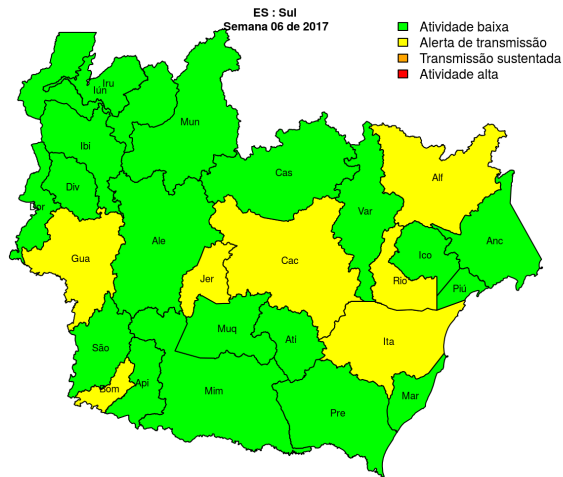 ES : Sul
Semana 06 de 2017
Atividade baixa
Alerta de transmissão
Transmissão sustentada
Atividade alta
Iru
Iún
Mun
Ibi
Cas
Alf
Div
Dor
Var
Ale
Anc
Gua
Ico
Cac
Jer
Rio
Piú
Muq
Ati
Ita
São
Bom
Api
Mim
Mar
Pre